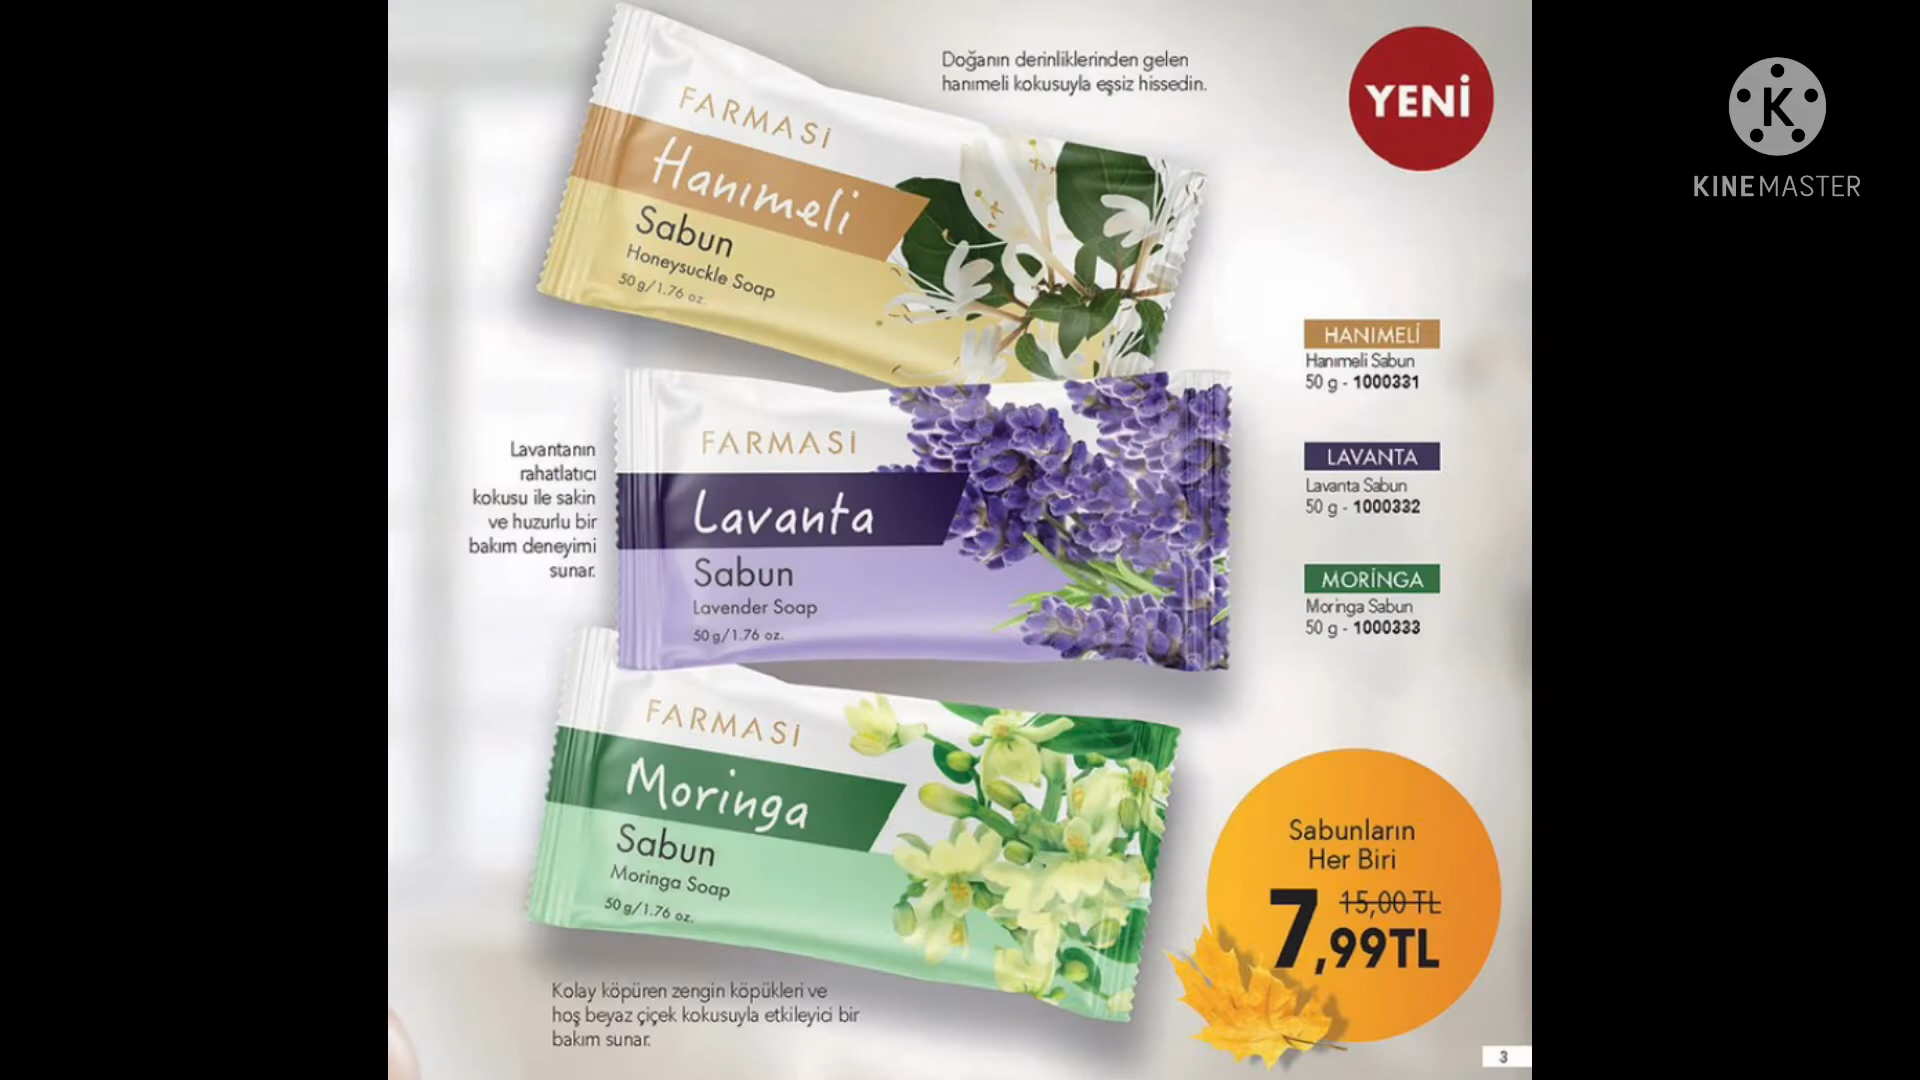 Doğanın derinliklerinden gelen
hanımeli kokusuyla eşsiz hissedin.
YENİ
KINEMASTER
FARMASİ
Hanımeli
Sabun
Honeysuckle Soap
50 g/1.76 oz.
HANIMELİ
Hanımeli Sabun
50 g - 1000331
Lavantanın
rahatlatıcı
kokusu ile sakin
ve huzurlu bir
bakım deneyimi
sunar.
FARMASİ
Lavanta
Sabun
Lavender Soap
50 g/1.76 oz.
LAVANTA
Lavanta Sabun
50 g - 1000332
MORİNGA
Moringa Sabun
50 g - 1000333
FARMASİ
Moringa
Sabun
Moringa Soap
50 g/1.76 oz.
Sabunların
Her Biri
15,00 TL
7,99TL
Kolay köpüren zengin köpükleri ve
hoş beyaz çiçek kokusuyla etkileyici bir
bakım sunar.
3